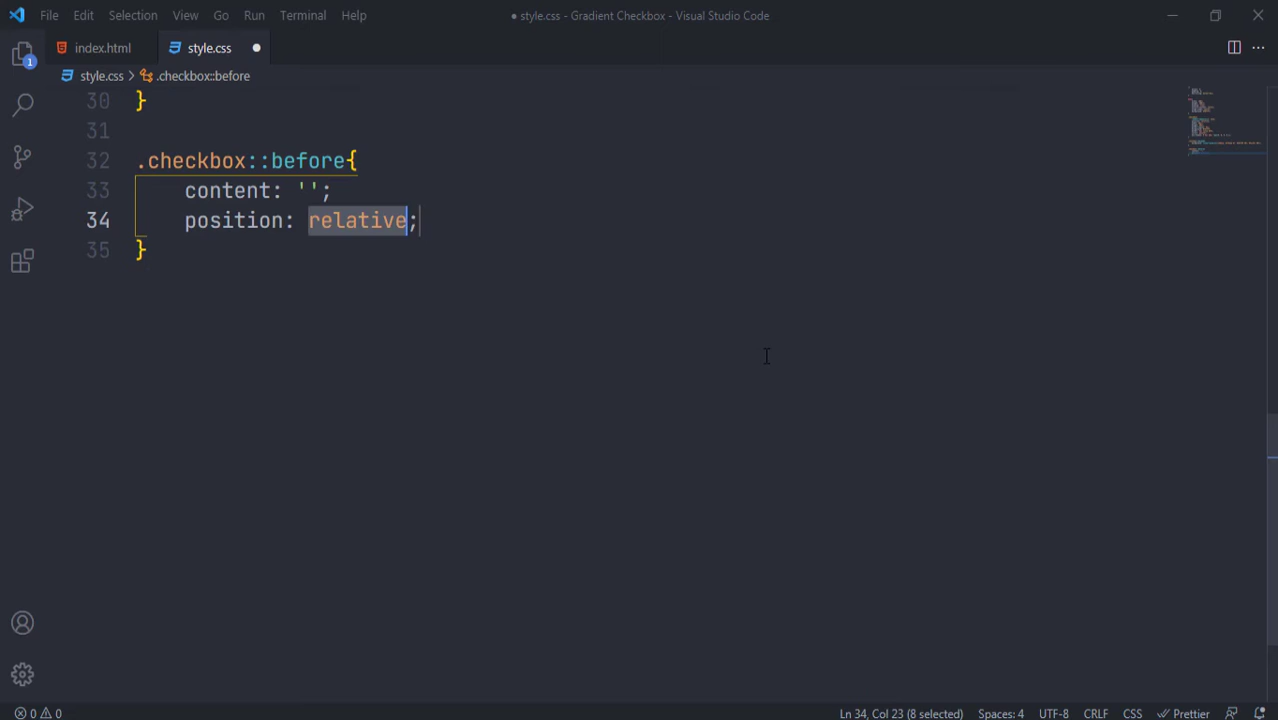 File Edit Selection View Go Run Terminal Help ● style.css - Gradient Checkbox - Visual Studio Code
index.html style.css
style.css > .checkbox::before
1
30 }
31
32 .checkbox::before{
33 content: '';
34 position: relative;
35 }
0 0 Ln 34, Col 23 (8 selected) Spaces: 4 UTF-8 CRLF CSS Prettier